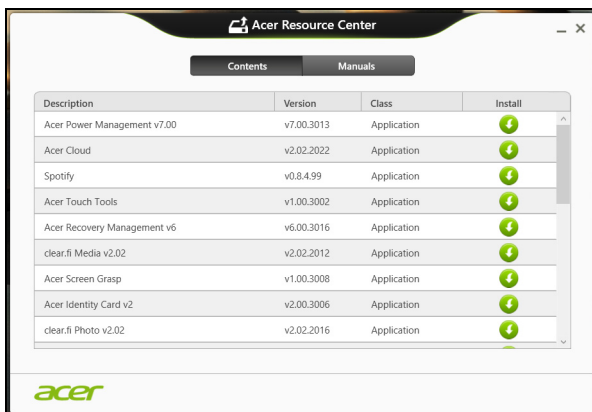 Acer Resource Center
Contents Manuals
Description Version Class Install
Acer Power Management v7.00 v7.00.3013 Application
Acer Cloud v2.02.2022 Application
Spotify v0.8.4.99 Application
Acer Touch Tools v1.00.3002 Application
Acer Recovery Management v6 v6.00.3016 Application
clear.fi Media v2.02 v2.02.2012 Application
Acer Screen Grasp v1.00.3008 Application
Acer Identity Card v2 v2.00.3006 Application
clear.fi Photo v2.02 v2.02.2016 Application
acer